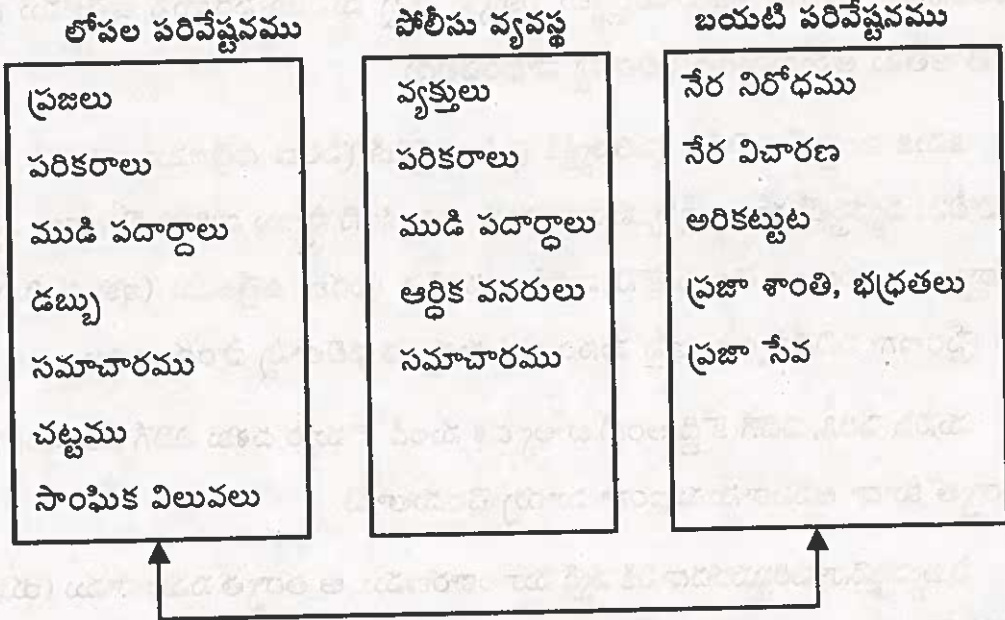 లోపల పరివేష్టనము
ప్రజలు
పరికరాలు
ముడి పదార్దాలు
డబ్బు
సమాచారము
చట్టము
సాంఘిక విలువలు
పోలీసు వ్యవస్థ
వ్యక్తులు
పరికరాలు
ముడి పదార్ధాలు
ఆర్ధిక వనరులు
సమాచారము
బయటి పరివేష్టనము
నేర నిరోధము
నేర విచారణ
అరికట్టుట
ప్రజా శాంతి, భధ్రతలు
ప్రజా సేవ